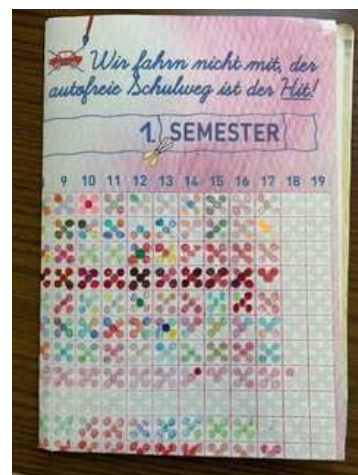 Wir fahrn nicht mit, der
autofreie Schulweg ist der Hit!
1. SEMESTER
9 10 11 12 13 14 15 16 17 18 19